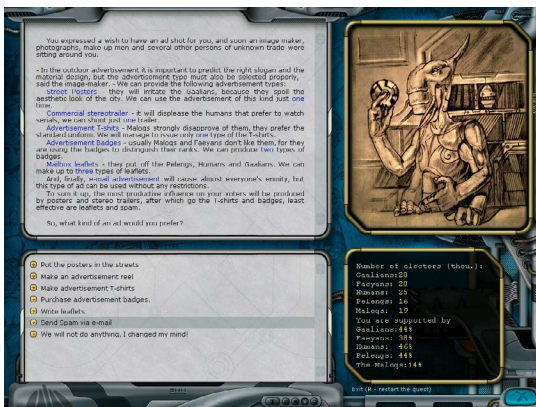 You expressed a wish to have an ad shot for you, and soon an image maker,
photographs, make up men and several other persons of unknown trade were
sitting around you.
- In the outdoor advertisement it is important to predict the right slogan and the
material design, but the advertisement type must also be selected properly, -
said the image-maker. - We can provide the following advertisement types:
Street Posters - they will irritate the Gaalians, because they spoil the
aesthetic look of the city. We can use the advertisement of this kind just one
time.
Commercial stereotrailer - it will displease the humans that prefer to watch
serials, we can shoot just one trailer.
Advertisement T-shits - Maloqs strongly disapprove of them, they prefer the
standard uniform. We will manage to issue only one type of the T-shirts.
Advertisement Badges - usually Maloqs and Faeyans don't like them, for they
are using the badges to distinguish their ranks. We can produce two types of
badges.
Mailbox leaflets - they put off the Pelengs, Humans and Gaalians. We can
make up to three types of leaflets.
And, finally, e-mail advertisement will cause almost everyone's enmity, but
this type of ad can be used without any restrictions.
To sum it up, the most productive influence on your voters will be produced
by posters and stereo trailers, after which go the T-shirts and badges, least
effective are leaflets and spam.
So, what kind of an ad would you prefer?
Put the posters in the streets
Make an advertisement reel
Make advertisement T-shirts
Purchase advertisement badges.
Write leaflets
Send Spam via e-mail
We will not do anything, I changed my mind!
Number of electors (thou.):
Gaalians:20
Faeyans: 20
Humans: 25
Pelengs: 16
Maloqs: 19
You are supported by
Gaalians:44%
Faeyans: 38%
Humans: 46%
Pelengs: 44%
The Maloqs:14%
Exit (R - restart the quest)